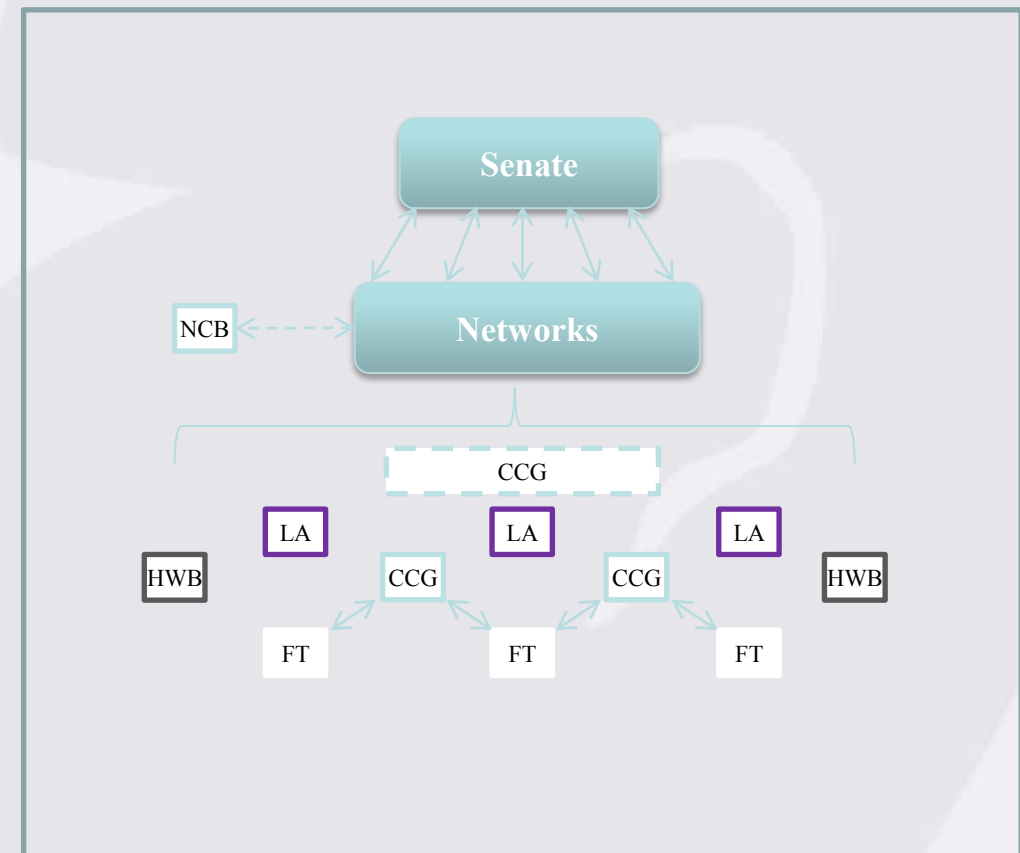 Senate
NCB
Networks
CCG
LA
LA
LA
HWB
CCG
CCG
HWB
FT
FT
FT